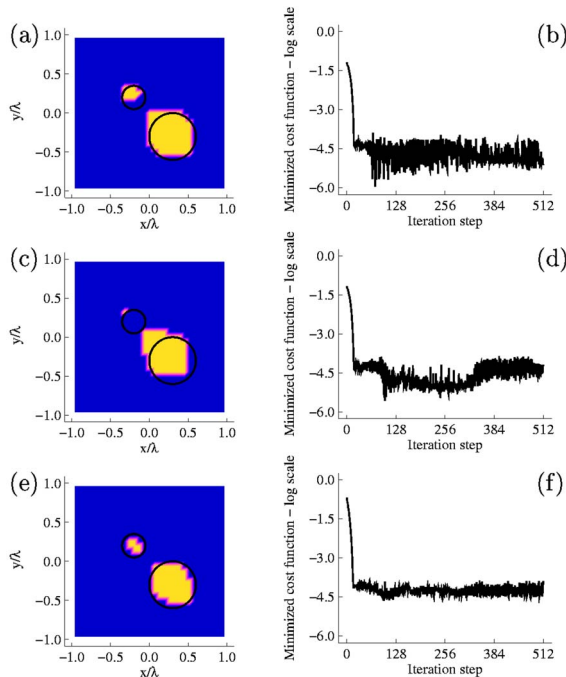 (a)
1.0
0.5
0.0
−0.5
−1.0
y/λ
−1.0 −0.5 0.0 0.5 1.0
x/λ
(b)
Minimized cost function − log scale
0.0
−1.5
−3.0
−4.5
−6.0
0 128 256 384 512
Iteration step
(c)
1.0
0.5
0.0
−0.5
−1.0
y/λ
−1.0 −0.5 0.0 0.5 1.0
x/λ
(d)
Minimized cost function − log scale
0.0
−1.5
−3.0
−4.5
−6.0
0 128 256 384 512
Iteration step
(e)
1.0
0.5
0.0
−0.5
−1.0
y/λ
−1.0 −0.5 0.0 0.5 1.0
x/λ
(f)
Minimized cost function − log scale
0.0
−1.5
−3.0
−4.5
−6.0
0 128 256 384 512
Iteration step